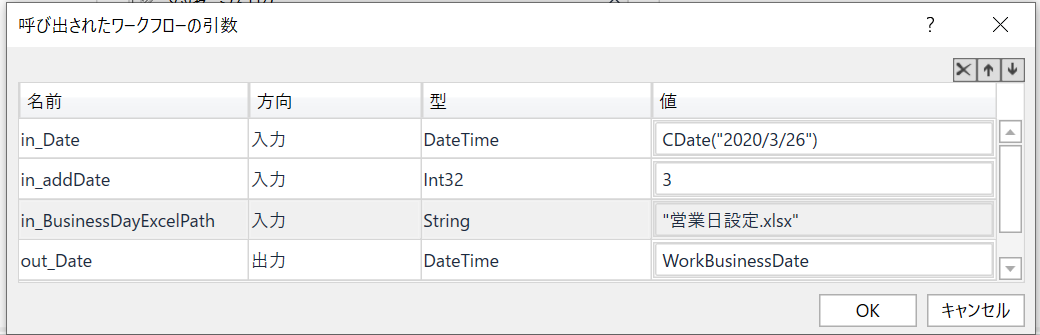 呼び出されたワークフローの引数
?
名前 方向 型 値
in_Date 入力 DateTime CDate("2020/3/26")
in_addDate 入力 Int32 3
in_BusinessDayExcelPath 入力 String "営業日設定.xlsx"
out_Date 出力 DateTime WorkBusinessDate
OK キャンセル